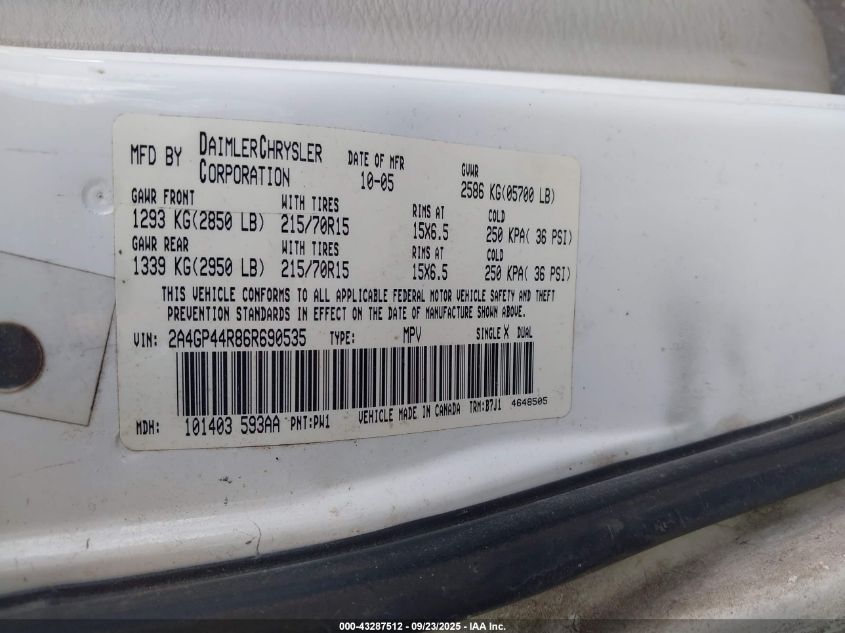 MFD BY DAIMLERCHRYSLER CORPORATION DATE OF MFR 10-05 GVWR 2586 KG(05700 LB)
GAWR FRONT WITH TIRES RIMS AT COLD
1293 KG(2850 LB) 215/70R15 15X6.5 250 KPA( 36 PSI)
GAWR REAR WITH TIRES RIMS AT COLD
1339 KG(2950 LB) 215/70R15 15X6.5 250 KPA( 36 PSI)
THIS VEHICLE CONFORMS TO ALL APPLICABLE FEDERAL MOTOR VEHICLE SAFETY AND THEFT
PREVENTION STANDARDS IN EFFECT ON THE DATE OF MANUFACTURE SHOWN ABOVE.
VIN: 2A4GP44R86R690535 TYPE: MPV SINGLE X DUAL
MDH: 101403 593AA PNT:PW1 VEHICLE MADE IN CANADA TRM:B7J1 4648505
000-43287512 - 09/23/2025 - IAA Inc.